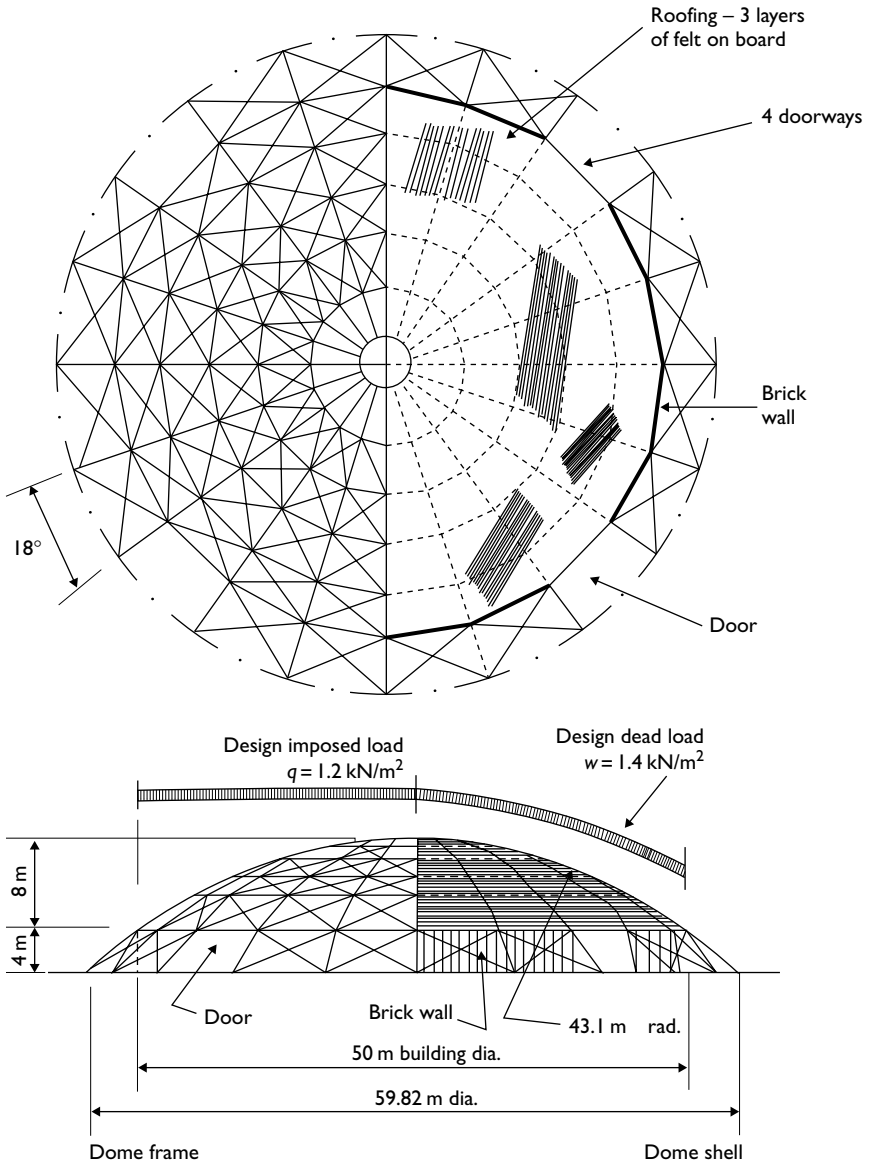 Roofing – 3 layers
of felt on board
4 doorways
Brick
wall
18°
Door
Design imposed load
q = 1.2 kN/m²
Design dead load
w = 1.4 kN/m²
8 m
4 m
Door
Brick wall
43.1 m rad.
50 m building dia.
59.82 m dia.
Dome frame
Dome shell